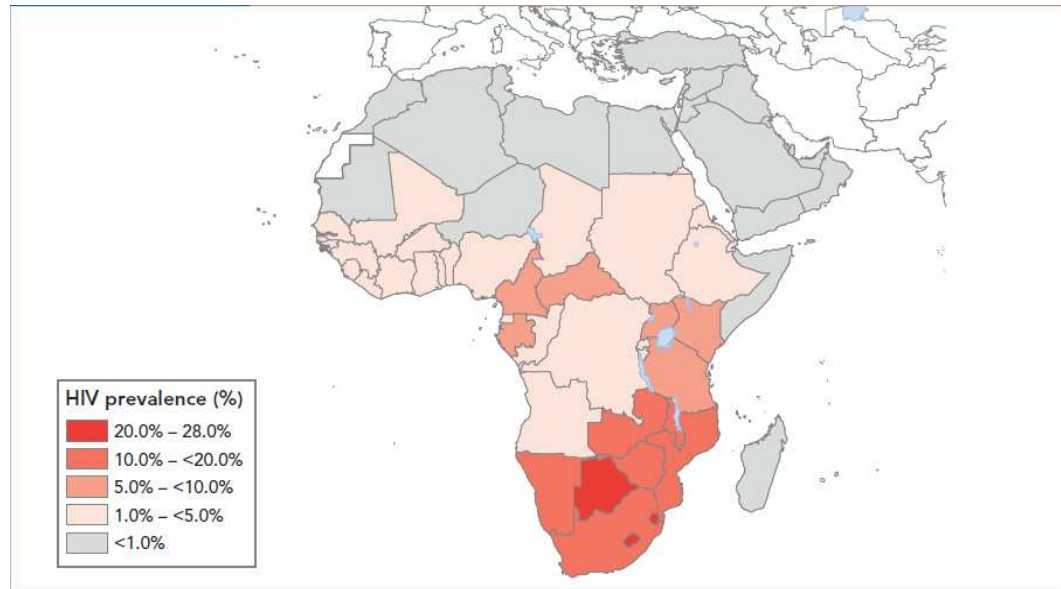 HIV prevalence (%)
20.0% – 28.0%
10.0% – <20.0%
5.0% – <10.0%
1.0% – <5.0%
<1.0%